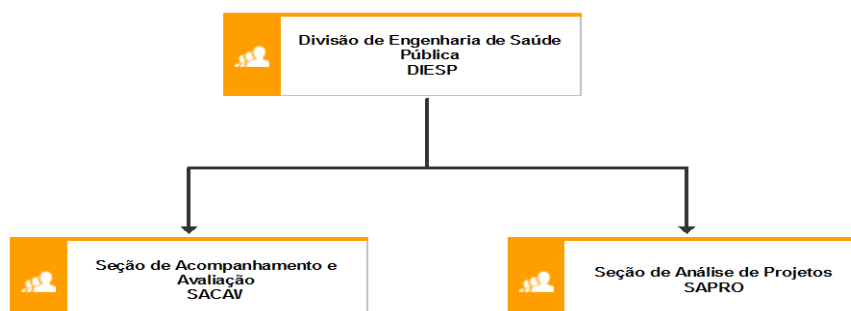 Divisão de Engenharia de Saúde
Pública
DIESP
Seção de Acompanhamento e
Avaliação
SACAV
Seção de Análise de Projetos
SAPRO